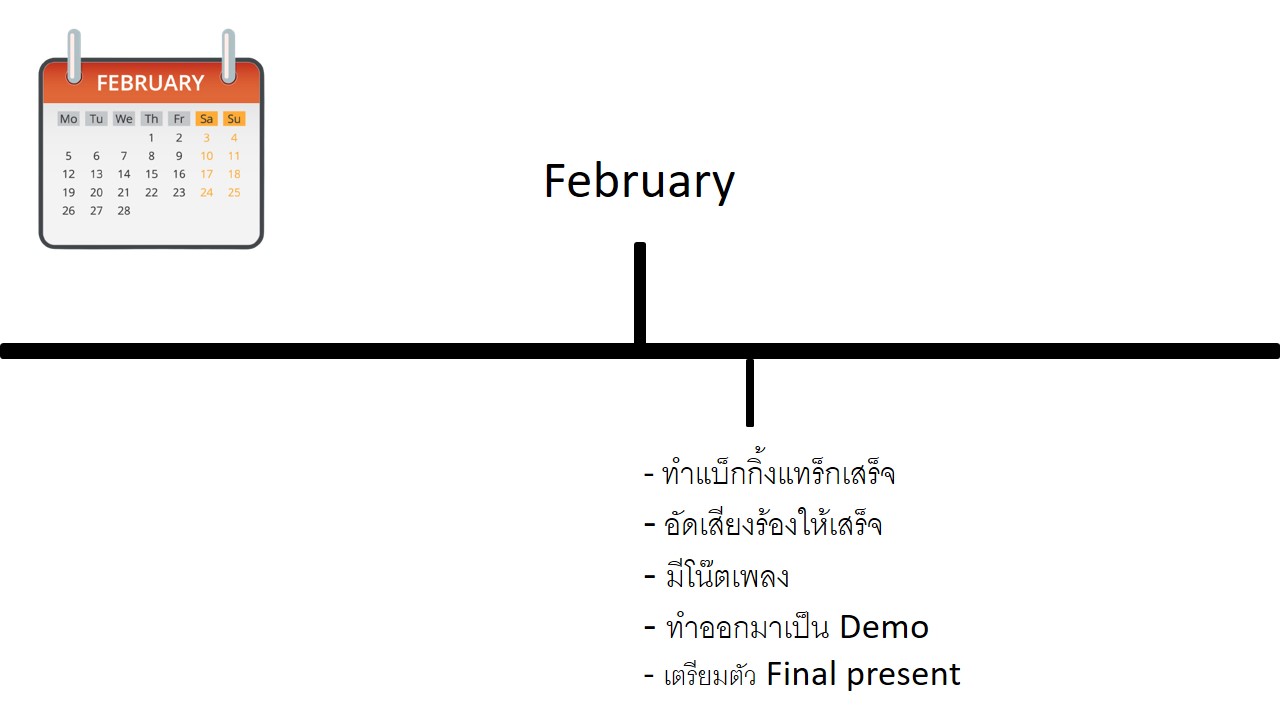 FEBRUARY
Mo Tu We Th Fr Sa Su
1 2 3 4
5 6 7 8 9 10 11
12 13 14 15 16 17 18
19 20 21 22 23 24 25
26 27 28
February
- ทำแบ็กกิ้งแทร็กเสร็จ
- อัดเสียงร้องให้เสร็จ
- มีโน๊ตเพลง
- ทำออกมาเป็น Demo
- เตรียมตัว Final present